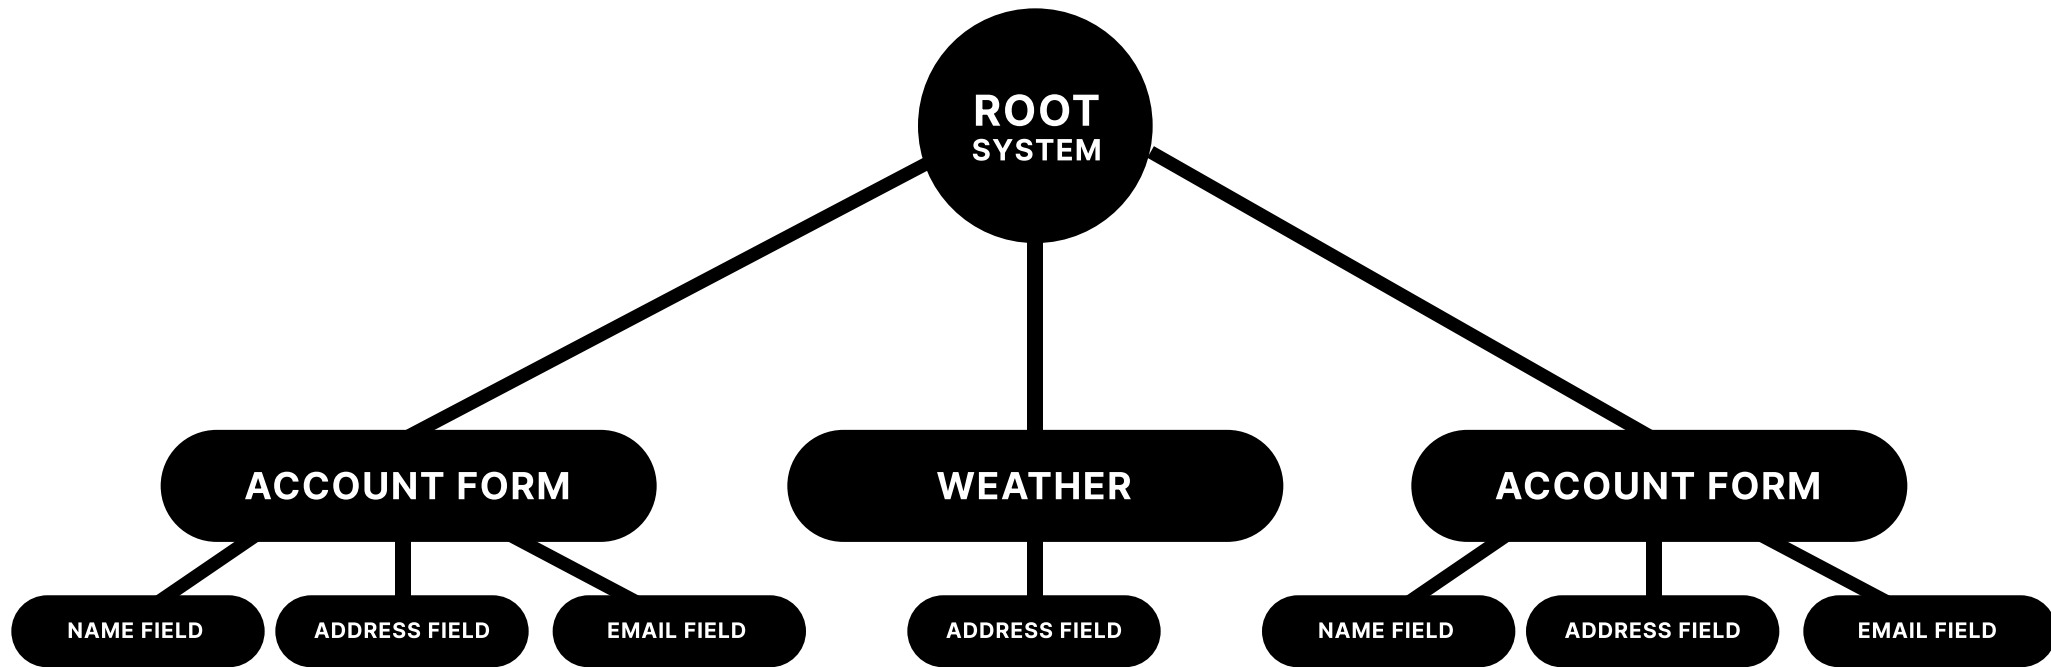 ROOT
SYSTEM
ACCOUNT FORM
WEATHER
ACCOUNT FORM
NAME FIELD
ADDRESS FIELD
EMAIL FIELD
ADDRESS FIELD
NAME FIELD
ADDRESS FIELD
EMAIL FIELD